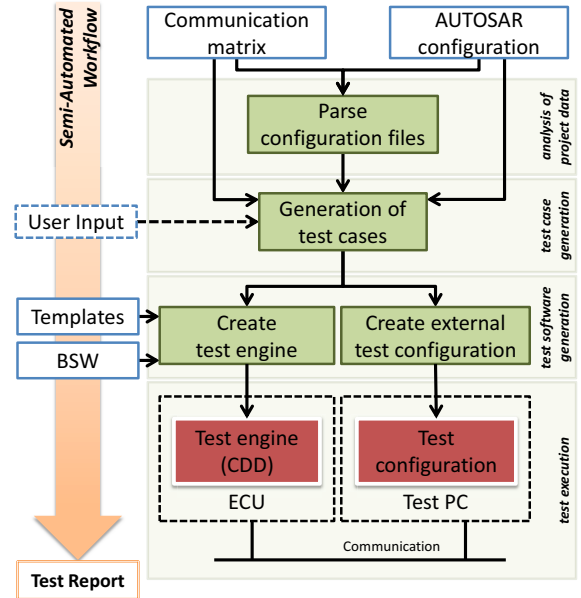 Communication
matrix
AUTOSAR
configuration
Semi-Automated
Workflow
Parse
configuration files
analysis of
project data
User Input
Generation of
test cases
test case
generation
Templates
BSW
Create
test engine
Create external
test configuration
test software
generation
Test engine
(CDD)
ECU
Test
configuration
Test PC
test execution
Communication
Test Report